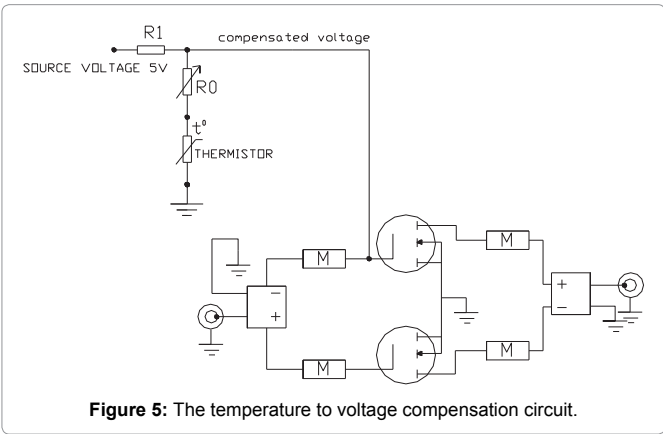 R1
compensated voltage
SOURCE VOLTAGE 5V
R0
t°
THERMISTOR
M
M
−
+
+
−
M
M
Figure 5: The temperature to voltage compensation circuit.